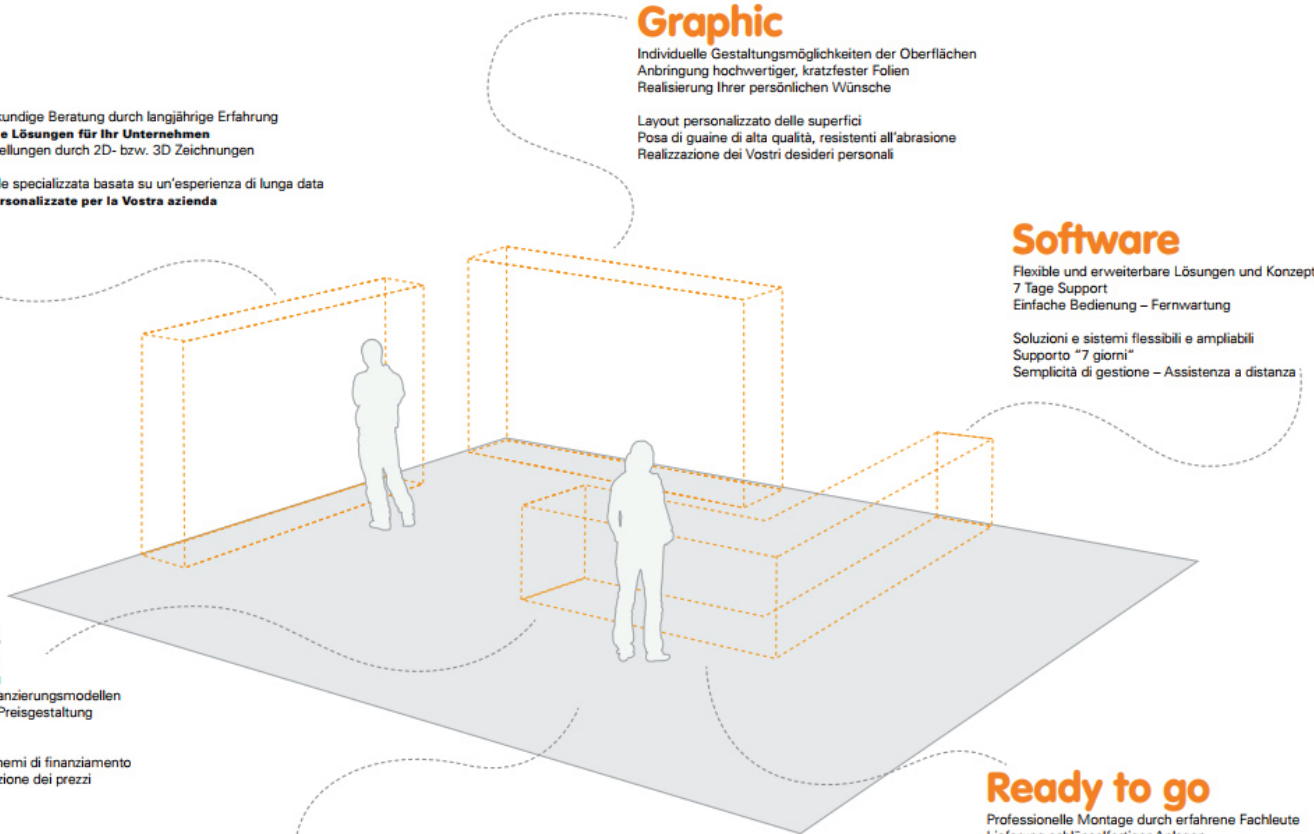 Graphic
Individuelle Gestaltungsmöglichkeiten der Oberflächen
Anbringung hochwertiger, kratzfester Folien
Realisierung Ihrer persönlichen Wünsche
Layout personalizzato delle superfici
Posa di guaine di alta qualità, resistenti all'abrasione
Realizzazione dei Vostri desideri personali
kundige Beratung durch langjährige Erfahrung
e Lösungen für Ihr Unternehmen
ellungen durch 2D- bzw. 3D Zeichnungen
le specializzata basata su un'esperienza di lunga data
ersonalizzate per la Vostra azienda
Software
Flexible und erweiterbare Lösungen und Konzept
7 Tage Support
Einfache Bedienung – Fernwartung
Soluzioni e sistemi flessibili e ampliabili
Supporto "7 giorni"
Semplicità di gestione – Assistenza a distanza
anzierungsmodellen
Preisgestaltung
hemi di finanziamento
zione dei prezzi
Ready to go
Professionelle Montage durch erfahrene Fachleute